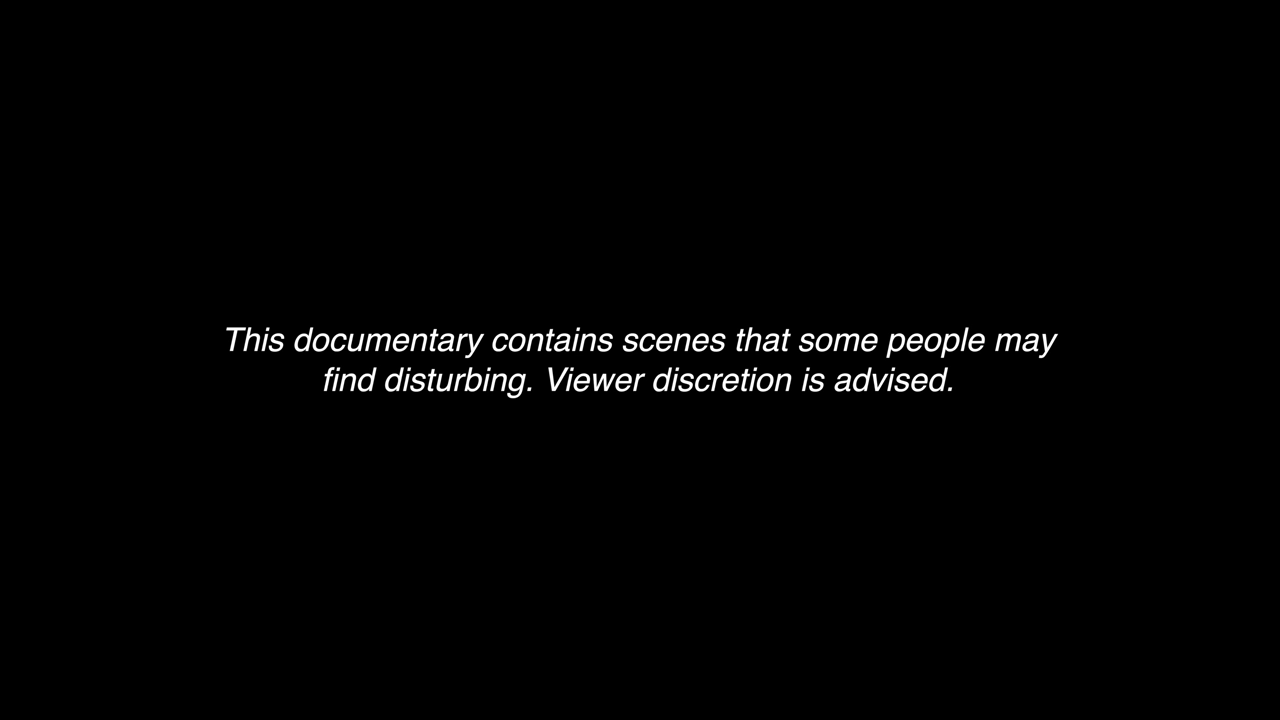 This documentary contains scenes that some people may
find disturbing. Viewer discretion is advised.